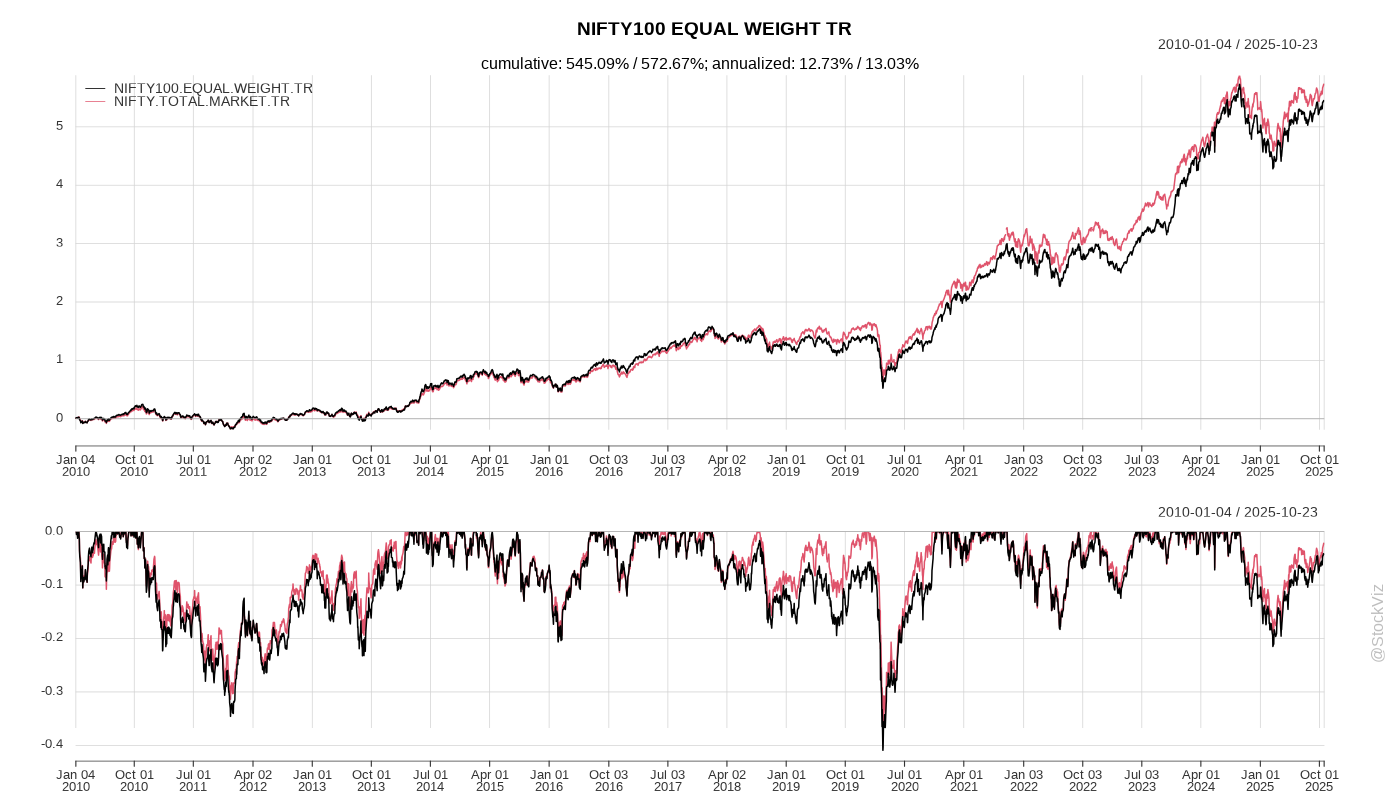 NIFTY100 EQUAL WEIGHT TR
2010-01-04 / 2025-10-23
cumulative: 545.09% / 572.67%; annualized: 12.73% / 13.03%
NIFTY100.EQUAL.WEIGHT.TR
NIFTY.TOTAL.MARKET.TR
5
4
3
2
1
0
Jan 04 Oct 01 Jul 01 Apr 02 Jan 01 Oct 01 Jul 01 Apr 01 Jan 01 Oct 03 Jul 03 Apr 02 Jan 01 Oct 01 Jul 01 Apr 01 Jan 03 Oct 03 Jul 03 Apr 01 Jan 01 Oct 01
2010 2010 2011 2012 2013 2013 2014 2015 2016 2016 2017 2018 2019 2019 2020 2021 2022 2022 2023 2024 2025 2025
2010-01-04 / 2025-10-23
0.0
-0.1
-0.2
-0.3
-0.4
Jan 04 Oct 01 Jul 01 Apr 02 Jan 01 Oct 01 Jul 01 Apr 01 Jan 01 Oct 03 Jul 03 Apr 02 Jan 01 Oct 01 Jul 01 Apr 01 Jan 03 Oct 03 Jul 03 Apr 01 Jan 01 Oct 01
2010 2010 2011 2012 2013 2013 2014 2015 2016 2016 2017 2018 2019 2019 2020 2021 2022 2022 2023 2024 2025 2025
@StockViz